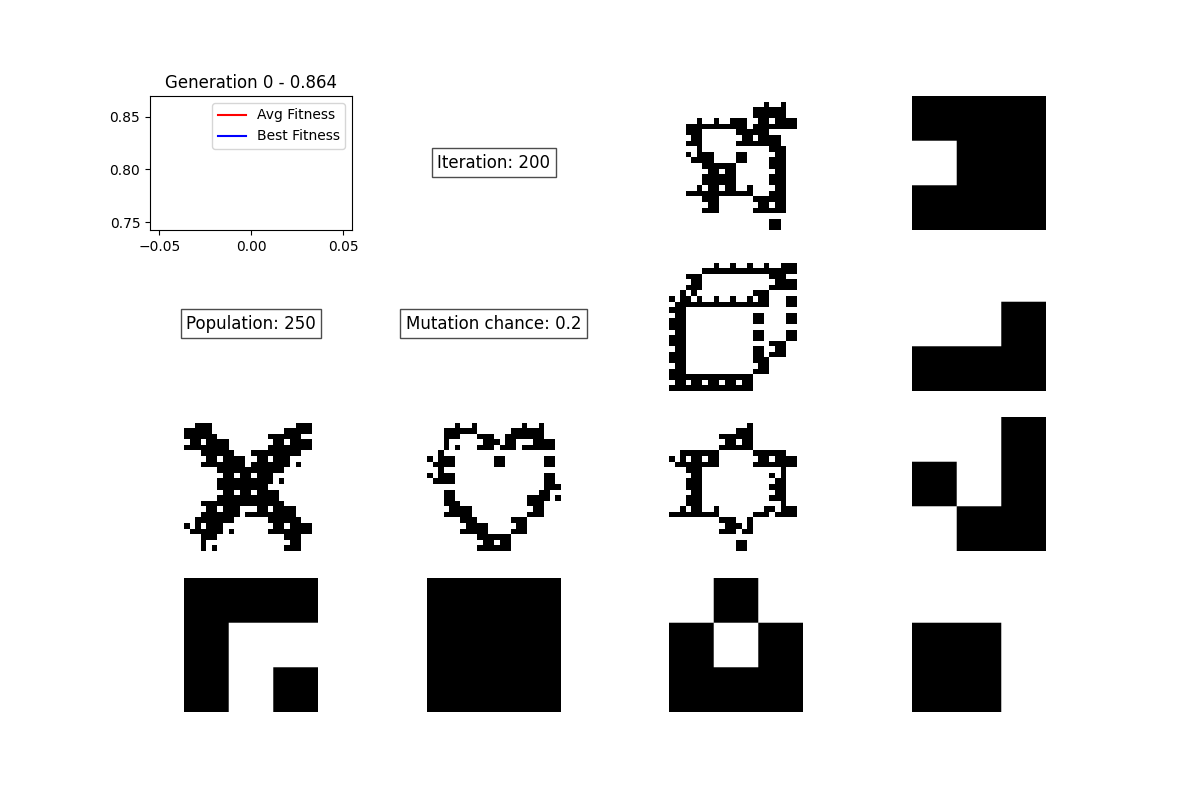 Generation 0 - 0.864
0.85
0.80
0.75
Avg Fitness
Best Fitness
−0.05
0.00
0.05
Iteration: 200
Population: 250
Mutation chance: 0.2